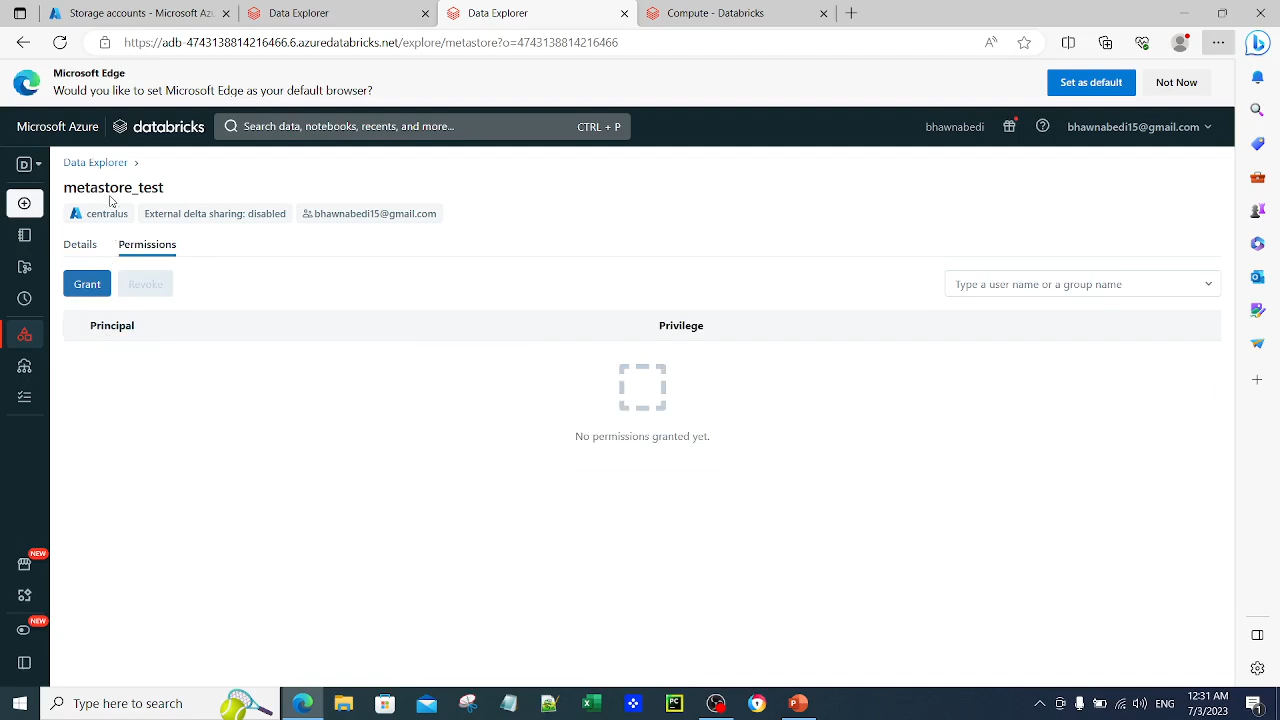 Storages - Microsoft Az
Data Explorer
Data Explorer
Compute - Databricks
https://adb-4743138814216466.6.azuredatabricks.net/explore/metastore?o=4743138814216466
Microsoft Edge
Would you like to set Microsoft Edge as your default browser?
Set as default
Not Now
Microsoft Azure
databricks
Search data, notebooks, recents, and more...
CTRL + P
bhawnabedi
bhawnabedi15@gmail.com
D
Data Explorer
metastore_test
centralus
External delta sharing: disabled
bhawnabedi15@gmail.com
Details
Permissions
Grant
Revoke
Type a user name or a group name
Principal
Privilege
No permissions granted yet.
NEW
NEW
Type here to search
ENG
12:31 AM
7/3/2023